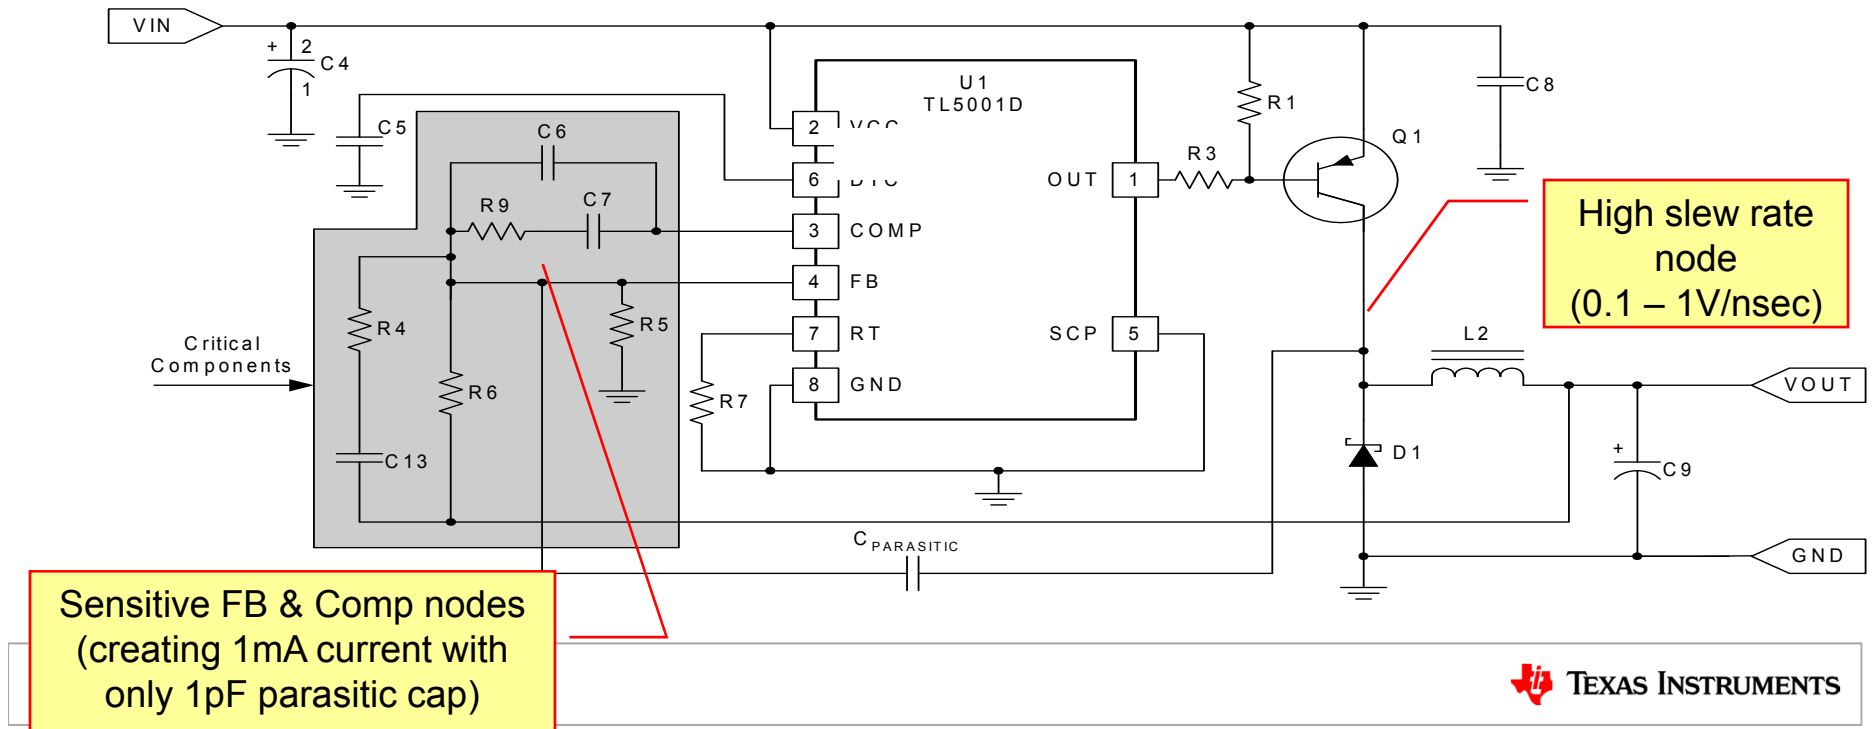 VIN
+ 2
C4
1
C5
C6
R9
C7
R4
R6
R5
C13
Critical
Components
U1
TL5001D
2
6
3 COMP
4 FB
7 RT
8 GND
OUT 1
SCP 5
R7
R3
R1
Q1
C8
High slew rate
node
(0.1 – 1V/nsec)
L2
VOUT
D1
+
C9
GND
CPARASITIC
Sensitive FB & Comp nodes
(creating 1mA current with
only 1pF parasitic cap)
TEXAS INSTRUMENTS